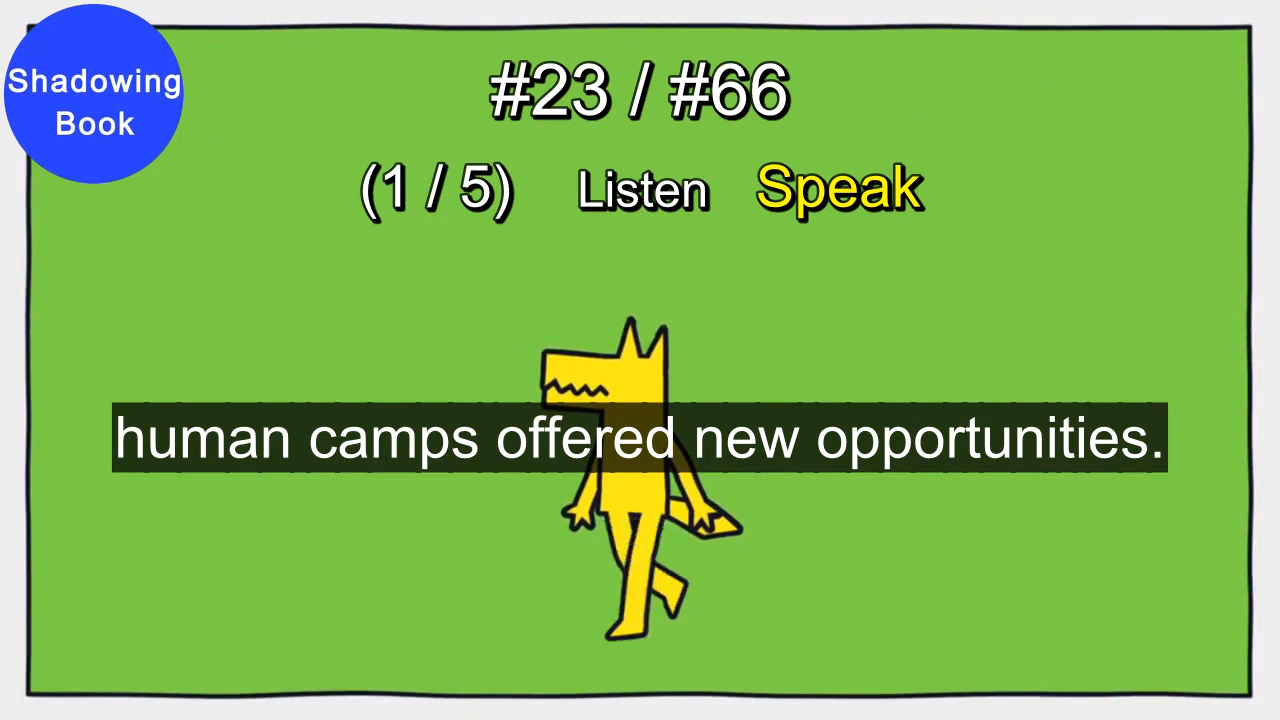 Shadowing
Book
#23 / #66
(1 / 5) Listen Speak
human camps offered new opportunities.